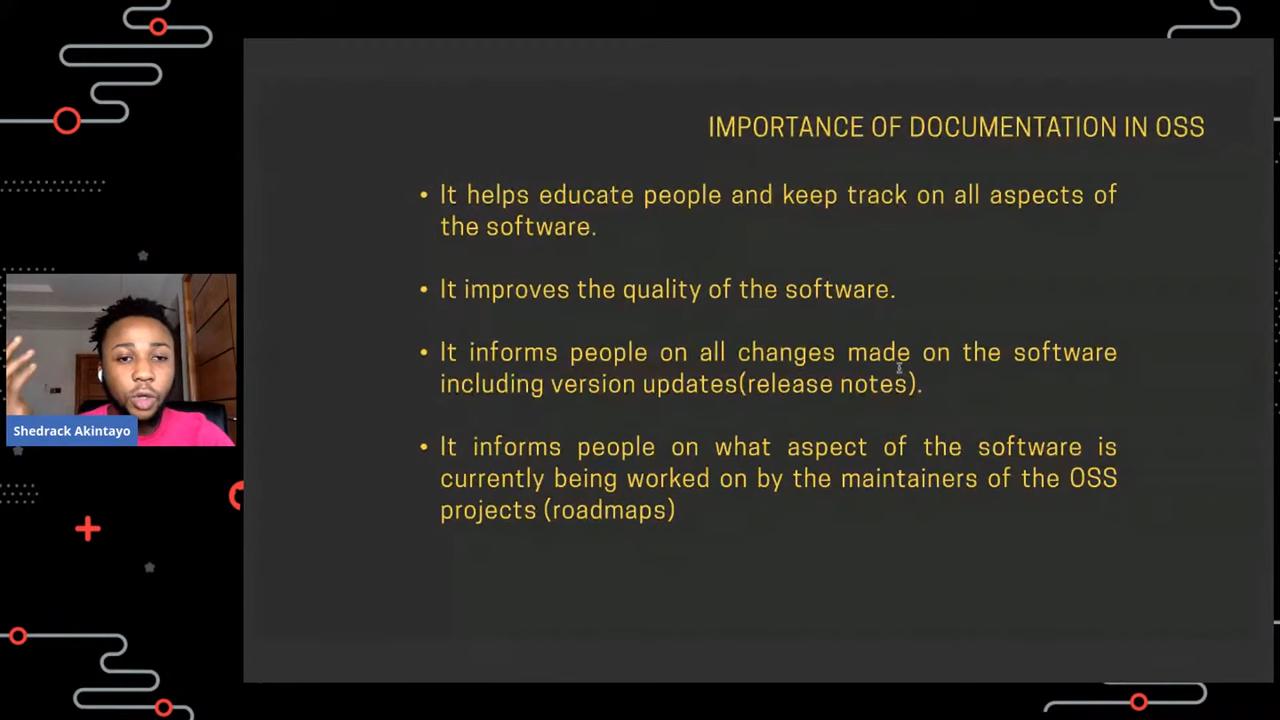 IMPORTANCE OF DOCUMENTATION IN OSS
• It helps educate people and keep track on all aspects of
the software.
• It improves the quality of the software.
• It informs people on all changes made on the software
including version updates(release notes).
• It informs people on what aspect of the software is
currently being worked on by the maintainers of the OSS
projects (roadmaps)
Shedrack Akintayo